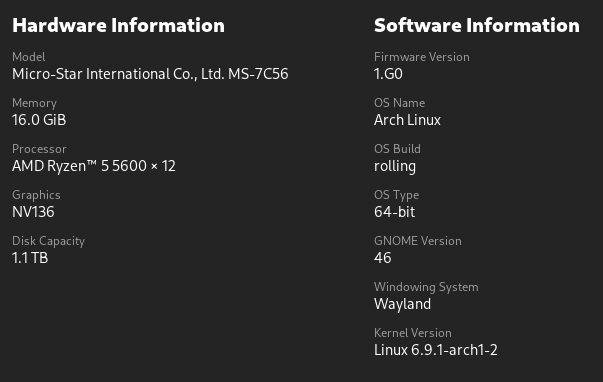 Hardware Information
Model
Micro-Star International Co., Ltd. MS-7C56
Memory
16.0 GiB
Processor
AMD Ryzen™ 5 5600 × 12
Graphics
NV136
Disk Capacity
1.1 TB
Software Information
Firmware Version
1.G0
OS Name
Arch Linux
OS Build
rolling
OS Type
64-bit
GNOME Version
46
Windowing System
Wayland
Kernel Version
Linux 6.9.1-arch1-2